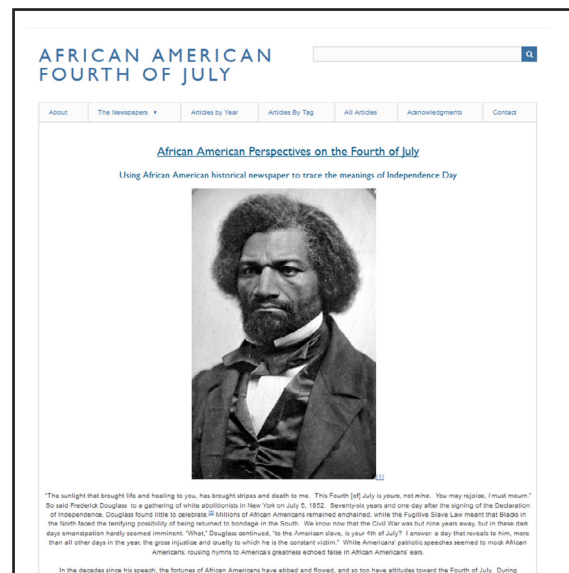 AFRICAN AMERICAN
FOURTH OF JULY
About The Newspapers Articles by Year Articles By Tag All Articles Acknowledgments Contact
African American Perspectives on the Fourth of July
Using African American historical newspaper to trace the meanings of Independence Day
[1]
"The sunlight that brought life and healing to you, has brought stripes and death to me. This Fourth [of] July is yours, not mine. You may rejoice, I must mourn."
So said Frederick Douglass to a gathering of white abolitionists in New York on July 5, 1852. Seventy-six years and one day after the signing of the Declaration
of Independence, Douglass found little to celebrate.[2] Millions of African Americans remained enchained, while the Fugitive Slave Law meant that Blacks in
the North faced the terrifying possibility of being returned to bondage in the South. We know now that the Civil War was but nine years away, but in these dark
days emancipation hardly seemed imminent. "What," Douglass continued, "to the American slave, is your 4th of July? I answer: a day that reveals to him, more
than all other days in the year, the gross injustice and cruelty to which he is the constant victim." White Americans' patriotic speeches seemed to mock African
Americans; rousing hymns to America's greatness echoed false in African Americans' ears.
In the decades since his speech, the fortunes of African Americans have ebbed and flowed, and so too have attitudes toward the Fourth of July. During